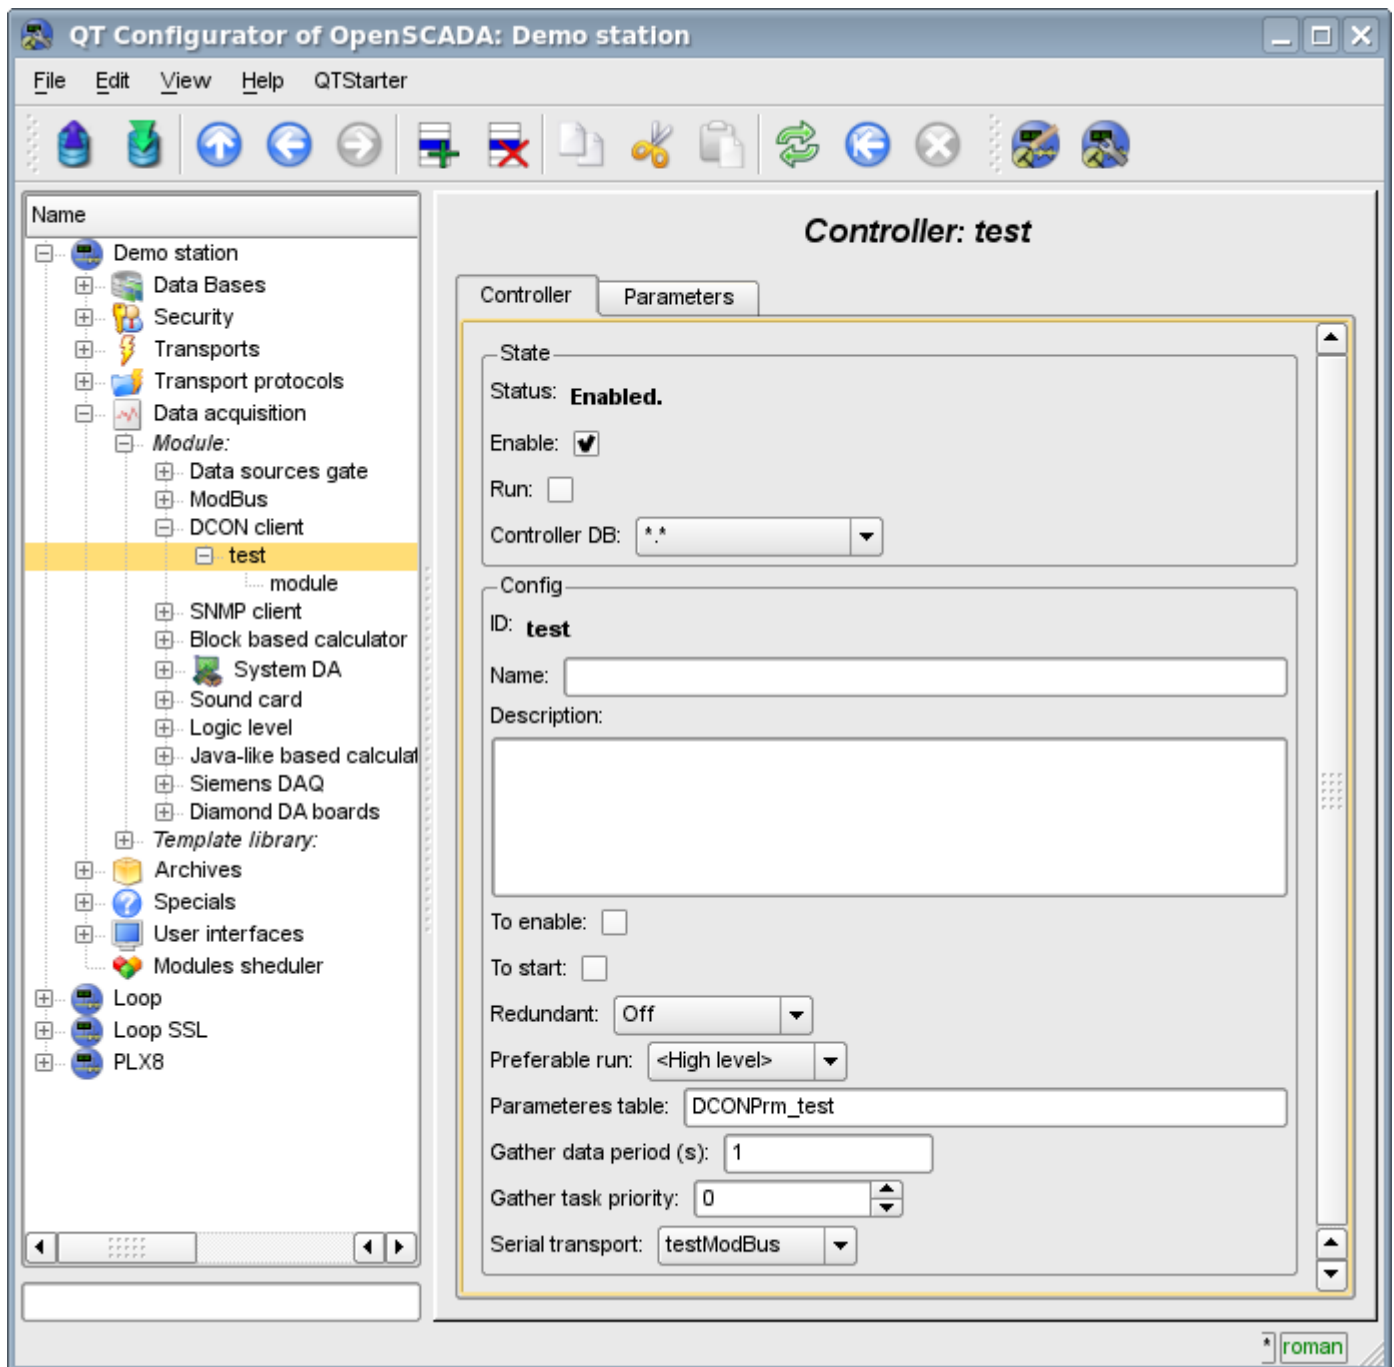 QT Configurator of OpenSCADA: Demo station
File Edit View Help QTStarter
Name
Demo station
Data Bases
Security
Transports
Transport protocols
Data acquisition
Module:
Data sources gate
ModBus
DCON client
test
module
SNMP client
Block based calculator
System DA
Sound card
Logic level
Java-like based calculat
Siemens DAQ
Diamond DA boards
Template library:
Archives
Specials
User interfaces
Modules sheduler
Loop
Loop SSL
PLX8
Controller: test
Controller Parameters
State
Status: Enabled.
Enable:
Run:
Controller DB: *.*
Config
ID: test
Name:
Description:
To enable:
To start:
Redundant: Off
Preferable run: <High level>
Parameteres table: DCONPrm_test
Gather data period (s): 1
Gather task priority: 0
Serial transport: testModBus
* roman